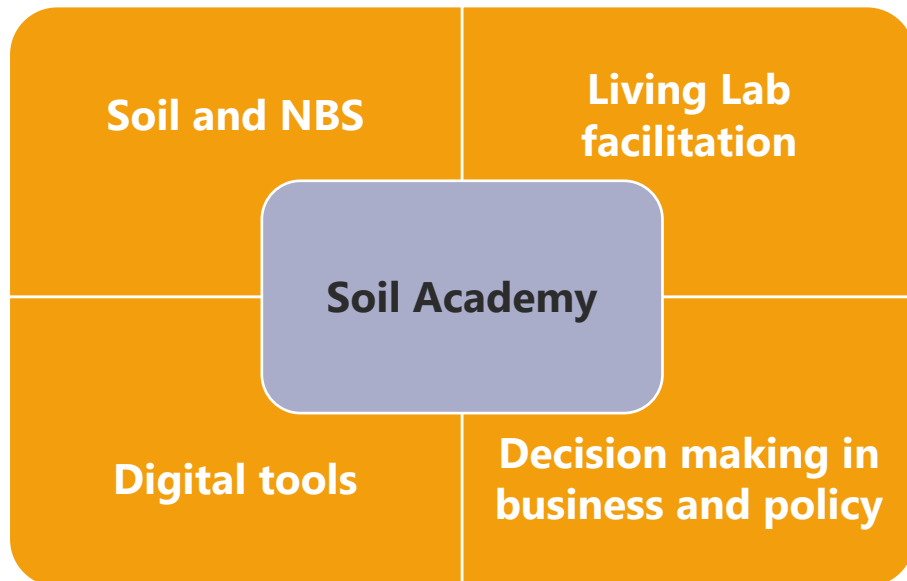 Soil and NBS
Living Lab
facilitation
Soil Academy
Digital tools
Decision making in
business and policy